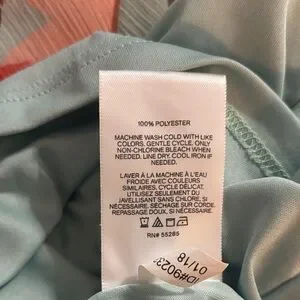 100% POLYESTER
MACHINE WASH COLD WITH LIKE
COLORS. GENTLE CYCLE. ONLY
NON-CHLORINE BLEACH WHEN
NEEDED. LINE DRY. COOL IRON IF
NEEDED.
LAVER À LA MACHINE À L'EAU
FROIDE AVEC COULEURS
SIMILAIRES. CYCLE DÉLICAT.
UTILISEZ SEULEMENT DU
JAVELLISANT SANS CHLORE, SI
NÉCESSAIRE. SÉCHAGE SUR CORDE.
REPASSAGE À FROID, SI
NÉCESSAIRE.
RN# 55285
01/18